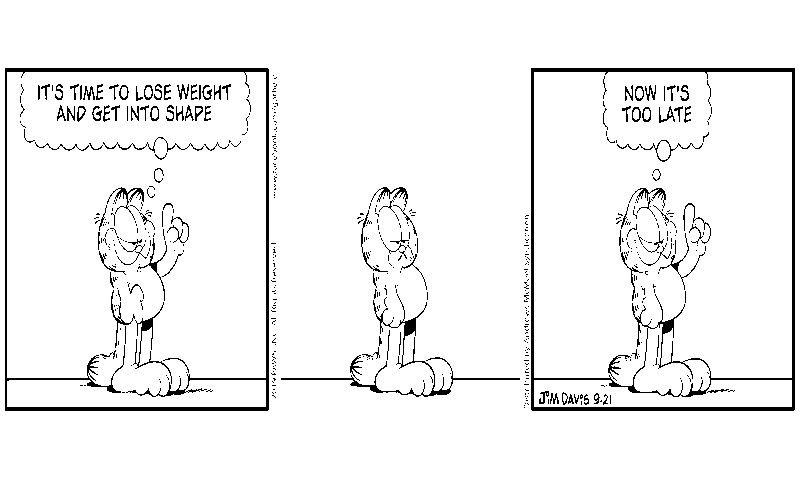 IT'S TIME TO LOSE WEIGHT
AND GET INTO SHAPE
NOW IT'S
TOO LATE
JIM DAVIS 9·21